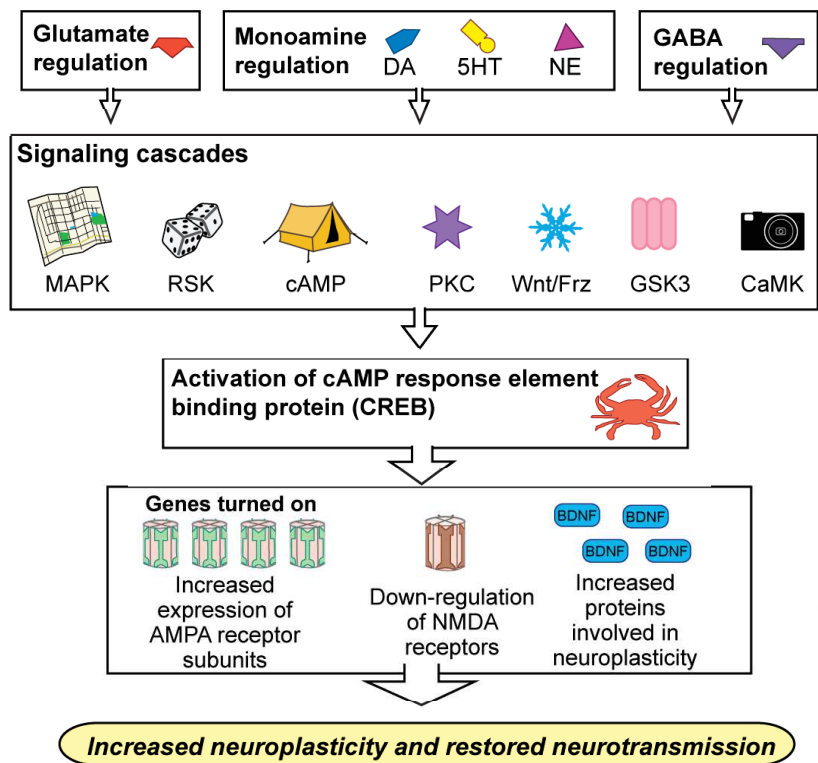 Glutamate
regulation
Monoamine
regulation
DA
5HT
NE
GABA
regulation
Signaling cascades
MAPK
RSK
cAMP
PKC
Wnt/Frz
GSK3
CaMK
Activation of cAMP response element
binding protein (CREB)
Genes turned on
Increased
expression of
AMPA receptor
subunits
Down-regulation
of NMDA
receptors
BDNF
BDNF
BDNF
BDNF
Increased
proteins
involved in
neuroplasticity
Increased neuroplasticity and restored neurotransmission